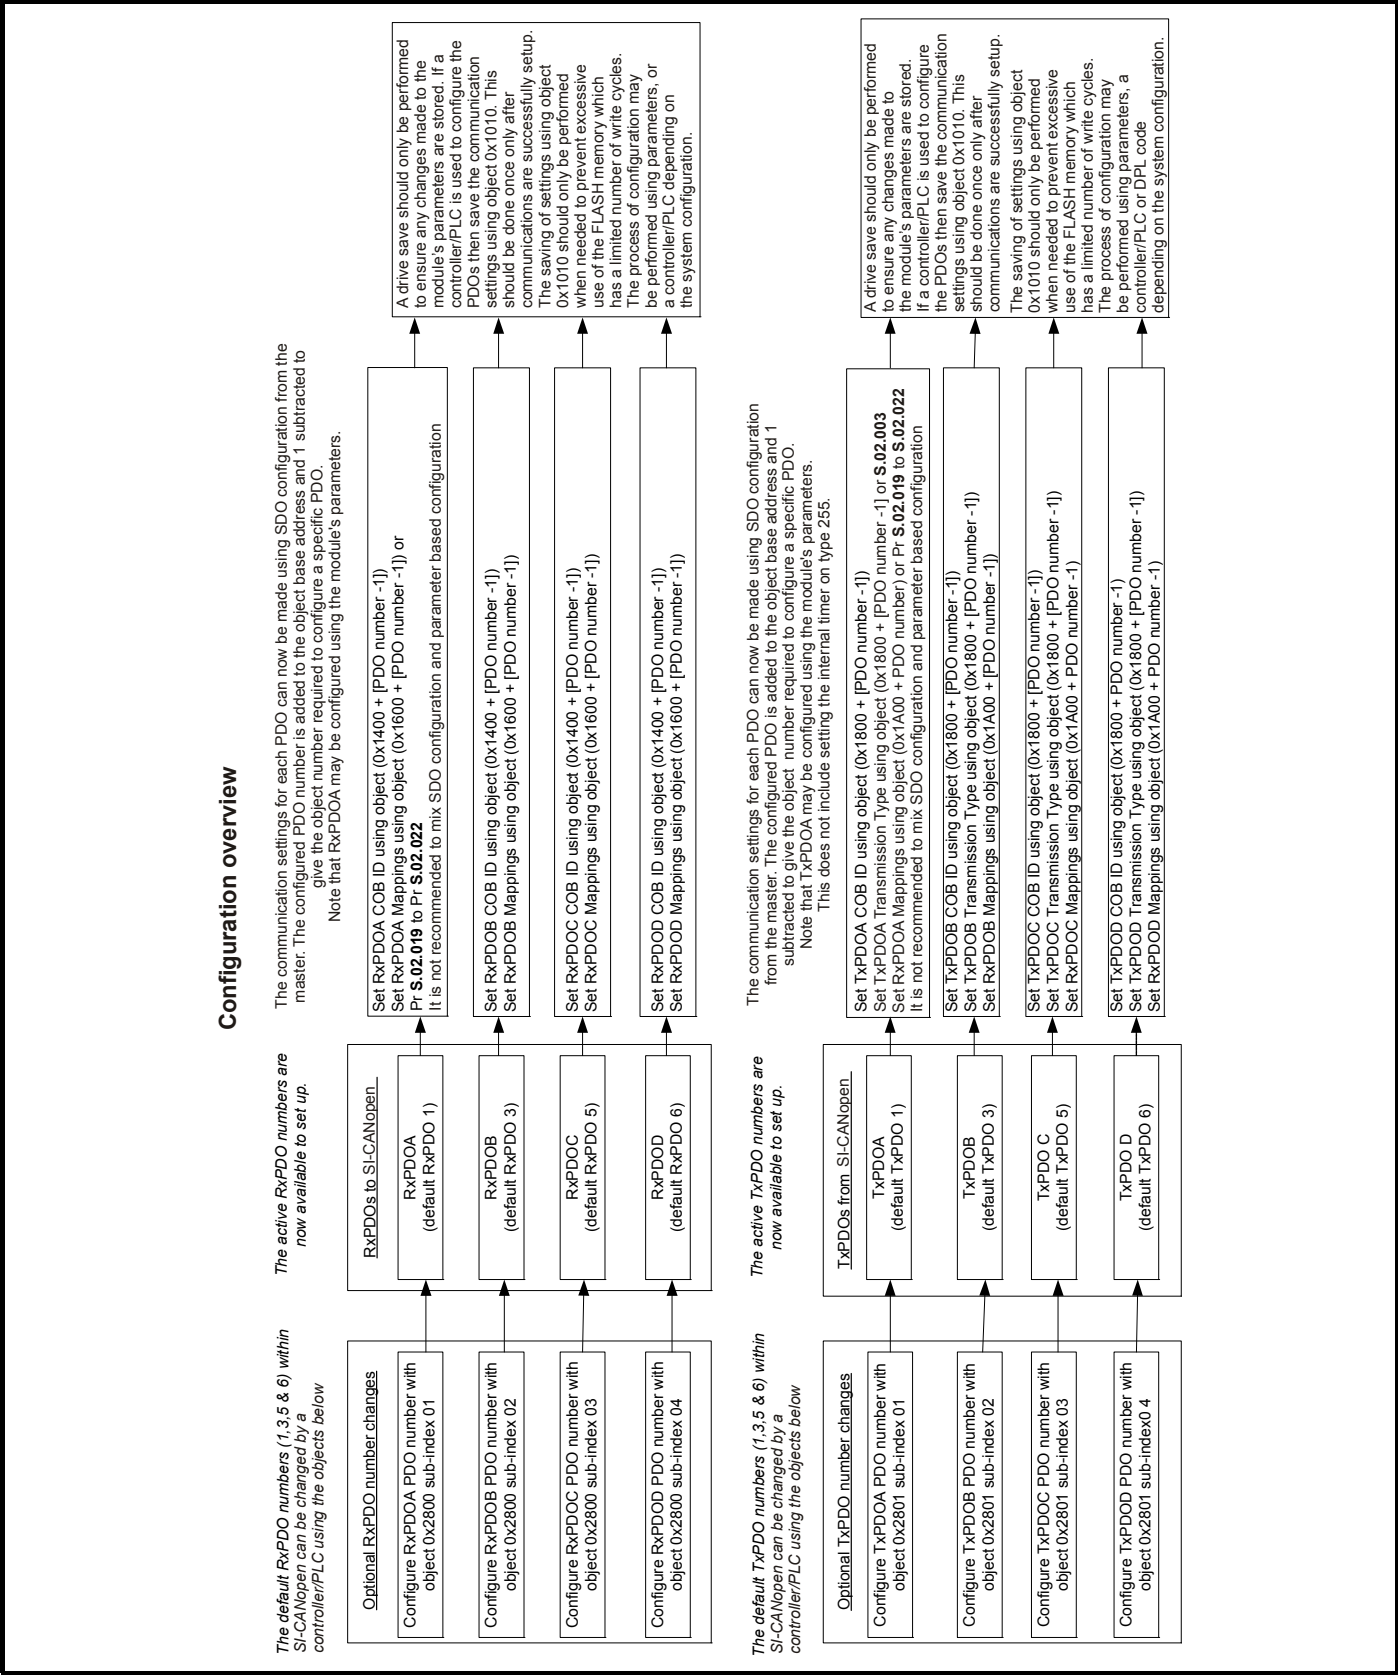 Configuration overview
The default RxPDO numbers (1,3,5 & 6) within
SI-CANopen can be changed by a
controller/PLC using the objects below
Optional RxPDO number changes
Configure RxPDOA PDO number with
object 0x2800 sub-index 01
Configure RxPDOB PDO number with
object 0x2800 sub-index 02
Configure RxPDOC PDO number with
object 0x2800 sub-index 03
Configure RxPDOD PDO number with
object 0x2800 sub-index 04
The active RxPDO numbers are
now available to set up.
RxPDOs to SI-CANopen
RxPDOA
(default RxPDO 1)
RxPDOB
(default RxPDO 3)
RxPDOC
(default RxPDO 5)
RxPDOD
(default RxPDO 6)
The communication settings for each PDO can now be made using SDO configuration from the
master. The configured PDO number is added to the object base address and 1 subtracted to
give the object number required to configure a specific PDO.
Note that RxPDOA may be configured using the module's parameters.
Set RxPDOA COB ID using object (0x1400 + [PDO number -1])
Set RxPDOA Mappings using object (0x1600 + [PDO number -1]) or
Pr S.02.019 to Pr S.02.022
It is not recommended to mix SDO configuration and parameter based configuration
Set RxPDOB COB ID using object (0x1400 + [PDO number -1])
Set RxPDOB Mappings using object (0x1600 + [PDO number -1])
Set RxPDOC COB ID using object (0x1400 + [PDO number -1])
Set RxPDOC Mappings using object (0x1600 + [PDO number -1])
Set RxPDOD COB ID using object (0x1400 + [PDO number -1])
Set RxPDOD Mappings using object (0x1600 + [PDO number -1])
A drive save should only be performed
to ensure any changes made to the
module's parameters are stored. If a
controller/PLC is used to configure the
PDOs then save the communication
settings using object 0x1010. This
should be done once only after
communications are successfully setup.
The saving of settings using object
0x1010 should only be performed
when needed to prevent excessive
use of the FLASH memory which
has a limited number of write cycles.
The process of configuration may
be performed using parameters, or
a controller/PLC depending on
the system configuration.
The default TxPDO numbers (1,3,5 & 6) within
SI-CANopen can be changed by a
controller/PLC using the objects below
Optional TxPDO number changes
Configure TxPDOA PDO number with
object 0x2801 sub-index 01
Configure TxPDOB PDO number with
object 0x2801 sub-index 02
Configure TxPDOC PDO number with
object 0x2801 sub-index 03
Configure TxPDOD PDO number with
object 0x2801 sub-index0 4
The active TxPDO numbers are
now available to set up.
TxPDOs from SI-CANopen
TxPDOA
(default TxPDO 1)
TxPDOB
(default TxPDO 3)
TxPDO C
(default TxPDO 5)
TxPDO D
(default TxPDO 6)
The communication settings for each PDO can now be made using SDO configuration
from the master. The configured PDO is added to the object base address and 1
subtracted to give the object number required to configure a specific PDO.
Note that TxPDOA may be configured using the module's parameters.
This does not include setting the internal timer on type 255.
Set TxPDOA COB ID using object (0x1800 + [PDO number -1])
Set TxPDOA Transmission Type using object (0x1800 + [PDO number -1] or S.02.003
Set RxPDOA Mappings using object (0x1A00 + PDO number) or Pr S.02.019 to S.02.022
It is not recommended to mix SDO configuration and parameter based configuration
Set TxPDOB COB ID using object (0x1800 + [PDO number -1])
Set TxPDOB Transmission Type using object (0x1800 + [PDO number -1])
Set RxPDOB Mappings using object (0x1A00 + [PDO number -1])
Set TxPDOC COB ID using object (0x1800 + [PDO number -1])
Set TxPDOC Transmission Type using object (0x1800 + [PDO number -1])
Set RxPDOC Mappings using object (0x1A00 + PDO number -1)
Set TxPDOD COB ID using object (0x1800 + PDO number -1)
Set TxPDOD Transmission Type using object (0x1800 + [PDO number -1])
Set RxPDOD Mappings using object (0x1A00 + PDO number -1)
A drive save should only be performed
to ensure any changes made to
the module's parameters are stored.
If a controller/PLC is used to configure
the PDOs then save the communication
settings using object 0x1010. This
should be done once only after
communications are successfully setup.
The saving of settings using object
0x1010 should only be performed
when needed to prevent excessive
use of the FLASH memory which
has a limited number of write cycles.
The process of configuration may
be performed using parameters, a
controller/PLC or DPL code
depending on the system configuration.